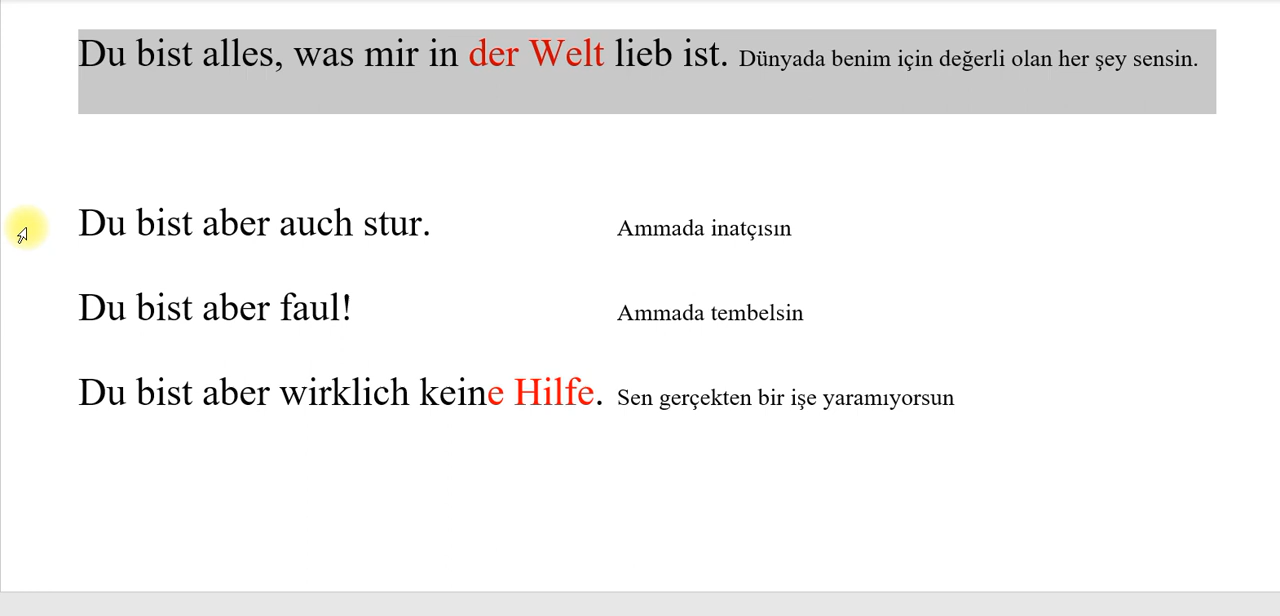 Du bist alles, was mir in der Welt lieb ist. Dünyada benim için değerli olan her şey sensin.
Du bist aber auch stur. Ammada inatçısın
Du bist aber faul! Ammada tembelsin
Du bist aber wirklich keine Hilfe. Sen gerçekten bir işe yaramıyorsun